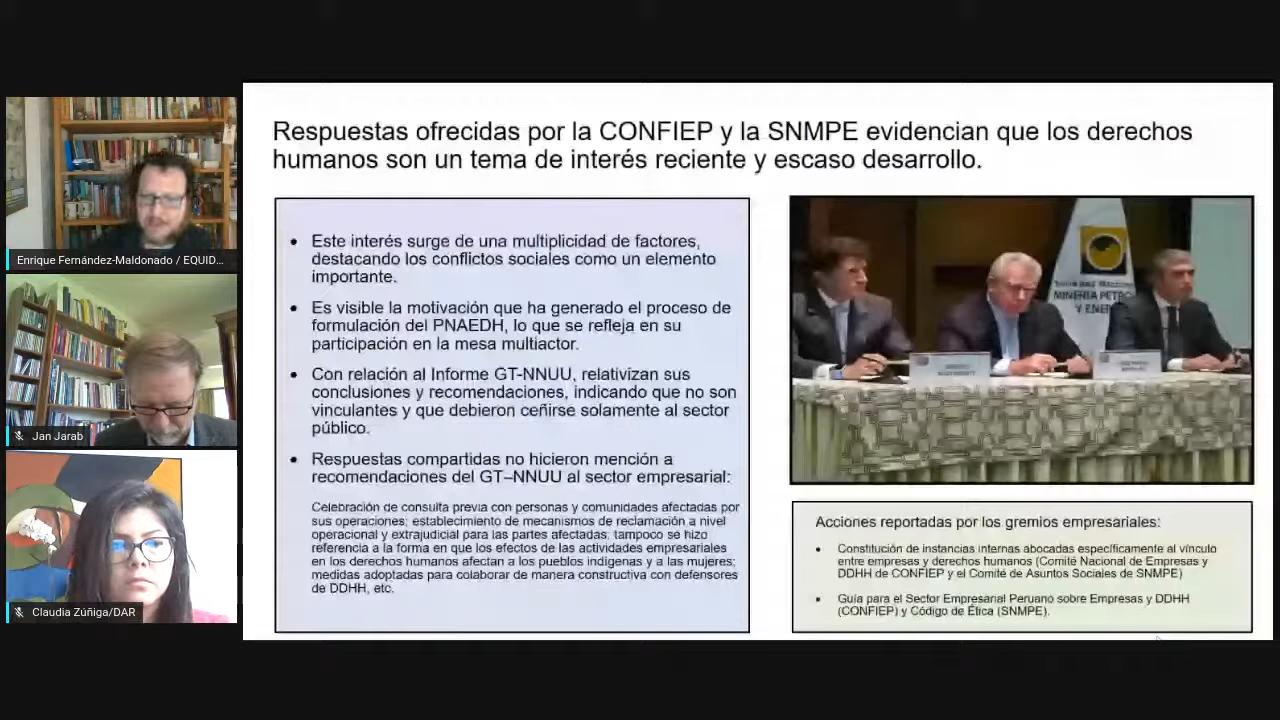 Respuestas ofrecidas por la CONFIEP y la SNMPE evidencian que los derechos
humanos son un tema de interés reciente y escaso desarrollo.
• Este interés surge de una multiplicidad de factores,
destacando los conflictos sociales como un elemento
importante.
• Es visible la motivación que ha generado el proceso de
formulación del PNAEDH, lo que se refleja en su
participación en la mesa multiactor.
• Con relación al Informe GT-NNUU, relativizan sus
conclusiones y recomendaciones, indicando que no son
vinculantes y que debieron ceñirse solamente al sector
público.
• Respuestas compartidas no hicieron mención a
recomendaciones del GT–NNUU al sector empresarial:
Celebración de consulta previa con personas y comunidades afectadas por
sus operaciones; establecimiento de mecanismos de reclamación a nivel
operacional y extrajudicial para las partes afectadas; tampoco se hizo
referencia a la forma en que los efectos de las actividades empresariales
en los derechos humanos afectan a los pueblos indígenas y a las mujeres;
medidas adoptadas para colaborar de manera constructiva con defensores
de DDHH, etc.
MINERÍA PETRO
Y ENE
Acciones reportadas por los gremios empresariales:
• Constitución de instancias internas abocadas específicamente al vínculo
entre empresas y derechos humanos (Comité Nacional de Empresas y
DDHH de CONFIEP y el Comité de Asuntos Sociales de SNMPE)
• Guía para el Sector Empresarial Peruano sobre Empresas y DDHH
(CONFIEP) y Código de Ética (SNMPE).
Enrique Fernández-Maldonado / EQUID...
Jan Jarab
Claudia Zúñiga/DAR